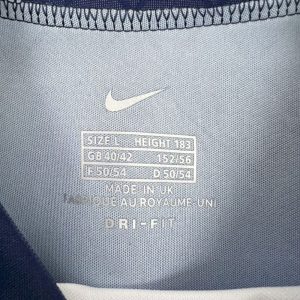 SIZE L HEIGHT 183
GB 40/42 152/56
F 50/54 D 50/54
MADE IN UK
FABRIQUE AU ROYAUME-UNI
DRI-FIT